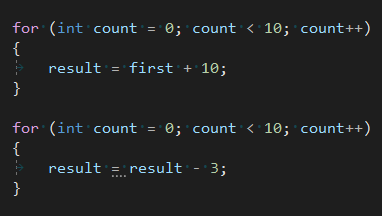 for (int count = 0; count < 10; count++)
{
    result = first + 10;
}

for (int count = 0; count < 10; count++)
{
    result = result - 3;
}